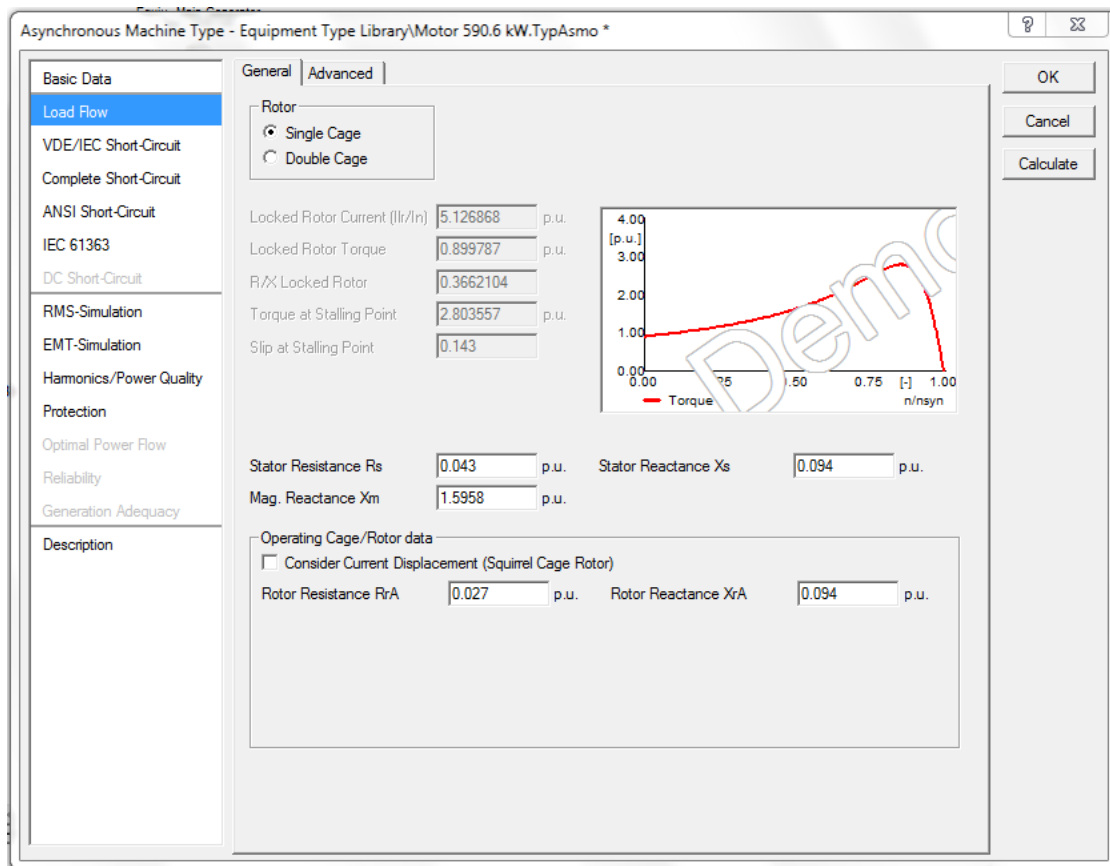 Equiv. Main Generator
Asynchronous Machine Type - Equipment Type Library\Motor 590.6 kW.TypAsmo *
?
Basic Data
Load Flow
VDE/IEC Short-Circuit
Complete Short-Circuit
ANSI Short-Circuit
IEC 61363
DC Short-Circuit
RMS-Simulation
EMT-Simulation
Harmonics/Power Quality
Protection
Optimal Power Flow
Reliability
Generation Adequacy
Description
General
Advanced
Rotor
Single Cage
Double Cage
Locked Rotor Current (Ilr/In) 5.126868 p.u.
Locked Rotor Torque 0.899787 p.u.
R/X Locked Rotor 0.3662104
Torque at Stalling Point 2.803557 p.u.
Slip at Stalling Point 0.143
4.00
[p.u.]
3.00
2.00
1.00
0.00
0.00 25 .50 0.75 [-] 1.00
Torque n/nsyn
Demo
Stator Resistance Rs 0.043 p.u. Stator Reactance Xs 0.094 p.u.
Mag. Reactance Xm 1.5958 p.u.
Operating Cage/Rotor data
Consider Current Displacement (Squirrel Cage Rotor)
Rotor Resistance RrA 0.027 p.u. Rotor Reactance XrA 0.094 p.u.
OK
Cancel
Calculate